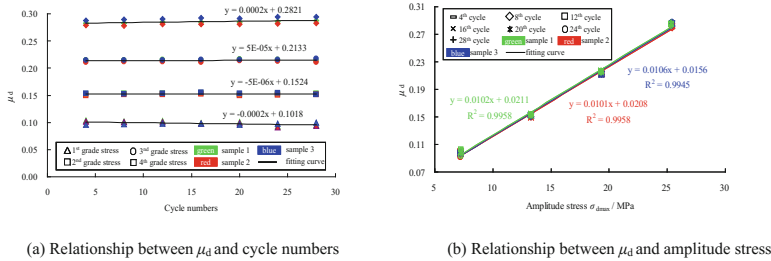 (a)
0.30
0.25
0.20
0.15
0.10
0.05
0.00
μd
y = 0.0002x + 0.2821
y = 5E-05x + 0.2133
y = -5E-06x + 0.1524
y = -0.0002x + 0.1018
1st grade stress 3nd grade stress green sample 1 blue sample 3
2nd grade stress 4th grade stress red sample 2 fitting curve
0 10 20 30
Cycle numbers
(b)
0.31
0.27
0.23
0.19
0.15
0.11
0.07
μd
4th cycle 8th cycle 12th cycle
16th cycle 20th cycle 24th cycle
28th cycle green sample 1 red sample 2
blue sample 3 fitting curve
y = 0.0106x + 0.0156
R2 = 0.9945
y = 0.0102x + 0.0211
R2 = 0.9958
y = 0.0101x + 0.0208
R2 = 0.9958
5 10 15 20 25 30
Amplitude stress σdmax / MPa
(a) Relationship between μd and cycle numbers
(b) Relationship between μd and amplitude stress